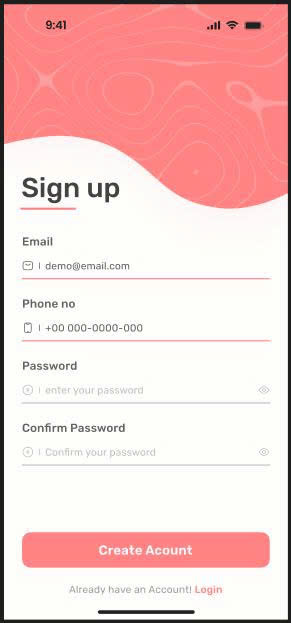 9:41
Sign up
Email
demo@email.com
Phone no
+00 000-0000-000
Password
enter your password
Confirm Password
Confirm your password
Create Acount
Already have an Account! Login